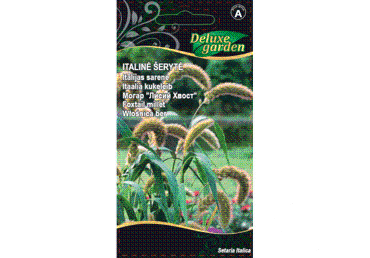 A
Deluxe
garden
ITALINĖ ŠERYTĖ
Itālijas sarene
Itaalia kukeleib
Могар "Лисий Хвост"
Foxtail millet
Włośnica ber
Setaria italica